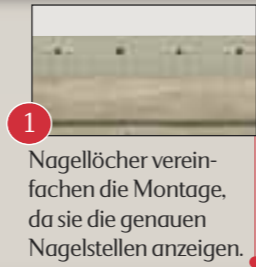 1
Nagellöcher verein-
fachen die Montage,
da sie die genauen
Nagelstellen anzeigen.